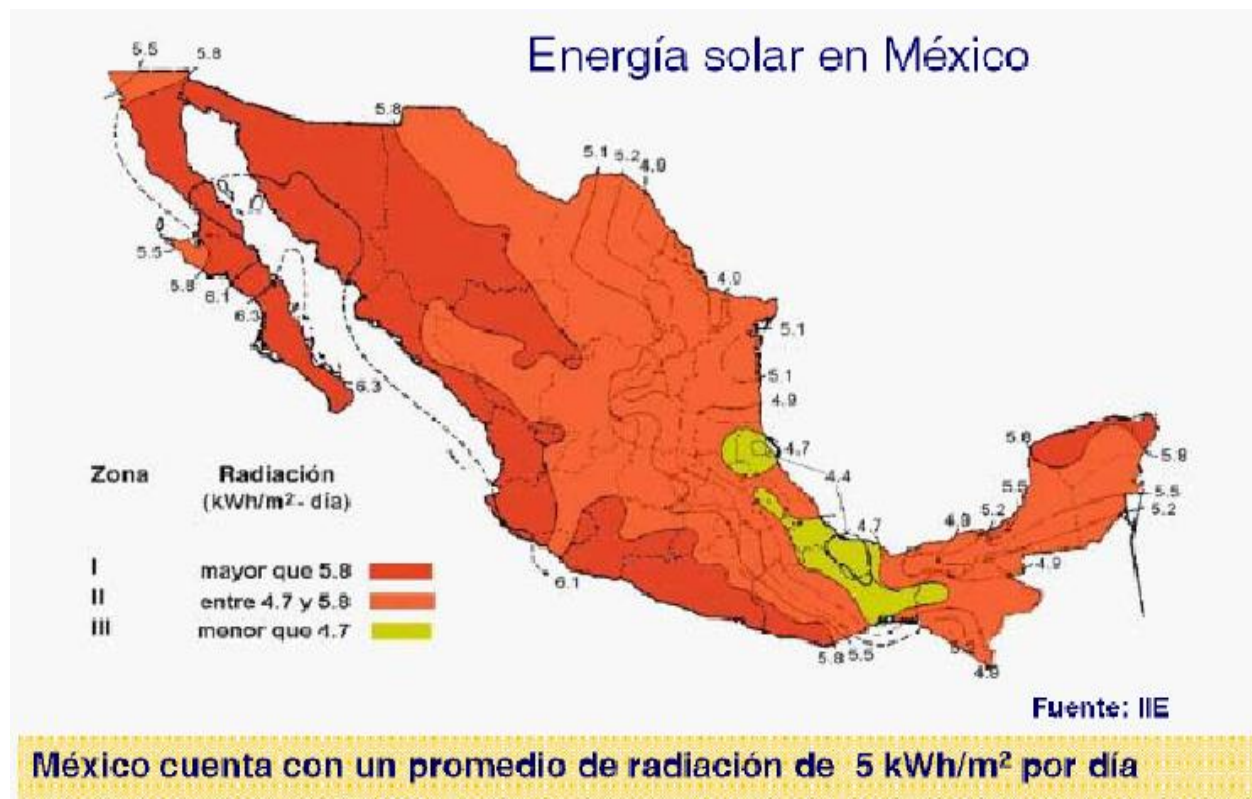 Energía solar en México
5.5
5.8
5.8
5.1 5.2 4.9
5.5
5.8
6.1
6.3
6.3
4.9
5.1
5.1
4.9
4.7
4.4
4.7
5.8
5.8
5.5
5.5
5.2
4.9
5.2
4.9
6.1
5.8 5.5
4.9
Zona Radiación
(kWh/m²- día)
I mayor que 5.8
II entre 4.7 y 5.8
III menor que 4.7
Fuente: IIE
México cuenta con un promedio de radiación de 5 kWh/m² por día